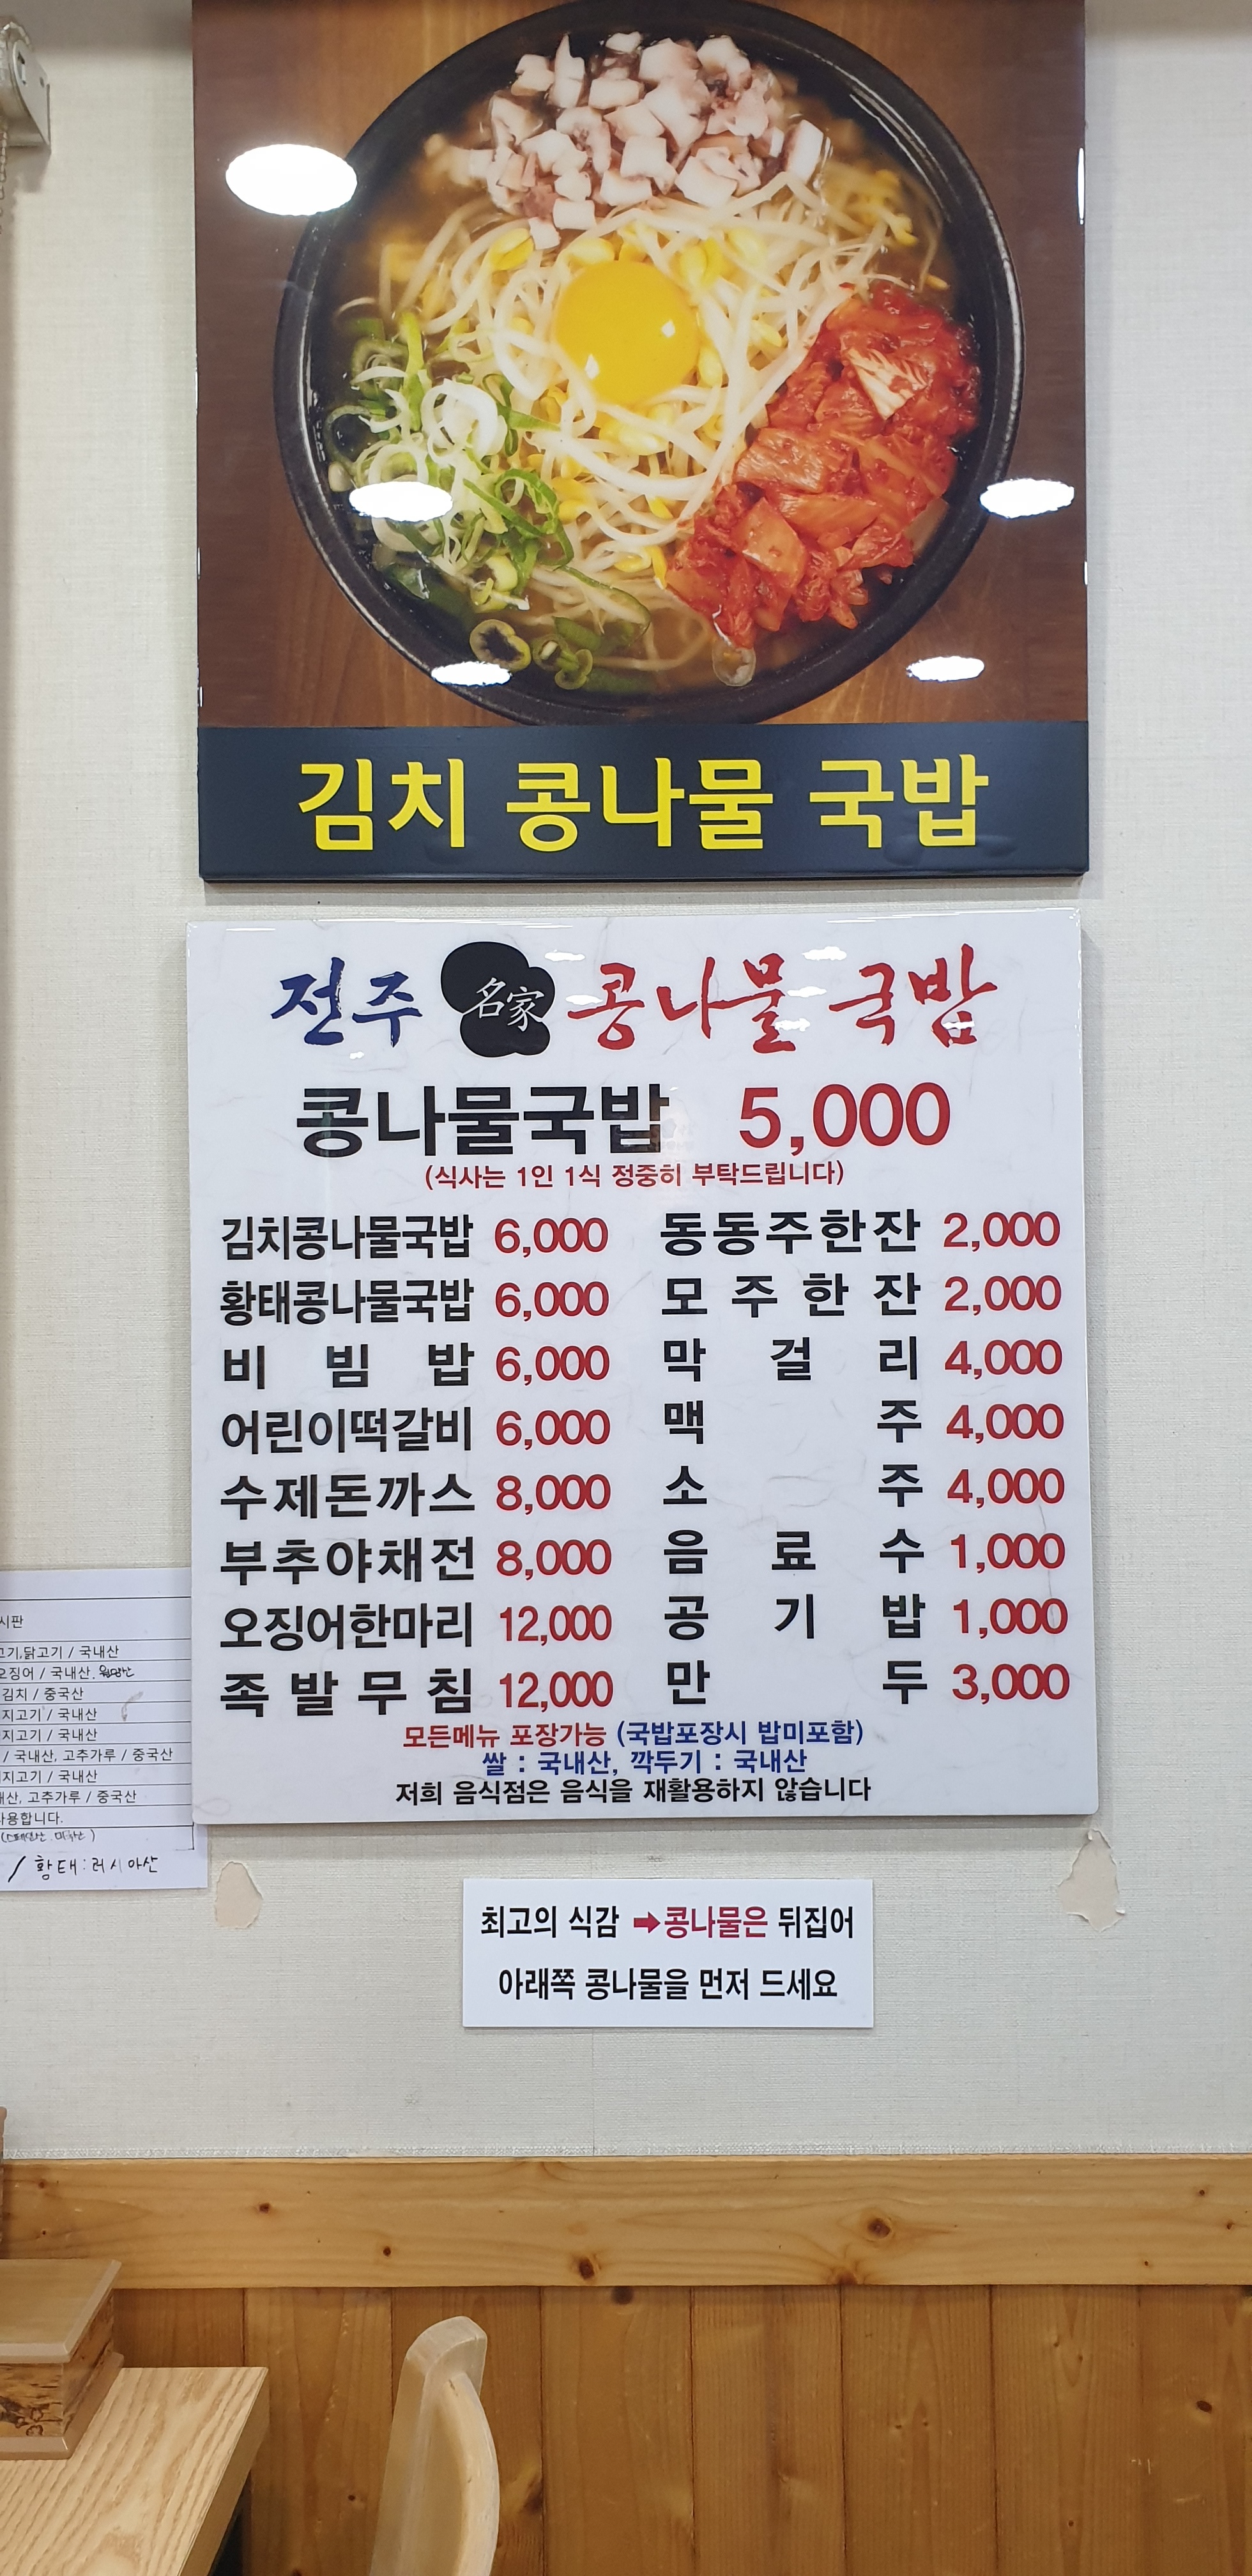 김치 콩나물 국밥
전주 名家 콩나물 국밥
콩나물국밥 5,000
(식사는 1인 1식 정중히 부탁드립니다)
김치콩나물국밥 6,000
황태콩나물국밥 6,000
비 빔 밥 6,000
어린이떡갈비 6,000
수제돈까스 8,000
부추야채전 8,000
오징어한마리 12,000
족발무침 12,000
동동주한잔 2,000
모주한잔 2,000
막 걸 리 4,000
맥 주 4,000
소 주 4,000
음 료 수 1,000
공 기 밥 1,000
만 두 3,000
모든메뉴 포장가능 (국밥포장시 밥미포함)
쌀 : 국내산, 깍두기 : 국내산
저희 음식점은 음식을 재활용하지 않습니다
시판
고기,닭고기 / 국내산
오징어 / 국내산, 원양산
김치 / 중국산
지고기 / 국내산
지고기 / 국내산
/ 국내산, 고추가루 / 중국산
지고기 / 국내산
내산, 고추가루 / 중국산
사용합니다.
/ 황태:러시아산
최고의 식감 ➡콩나물은 뒤집어
아래쪽 콩나물을 먼저 드세요